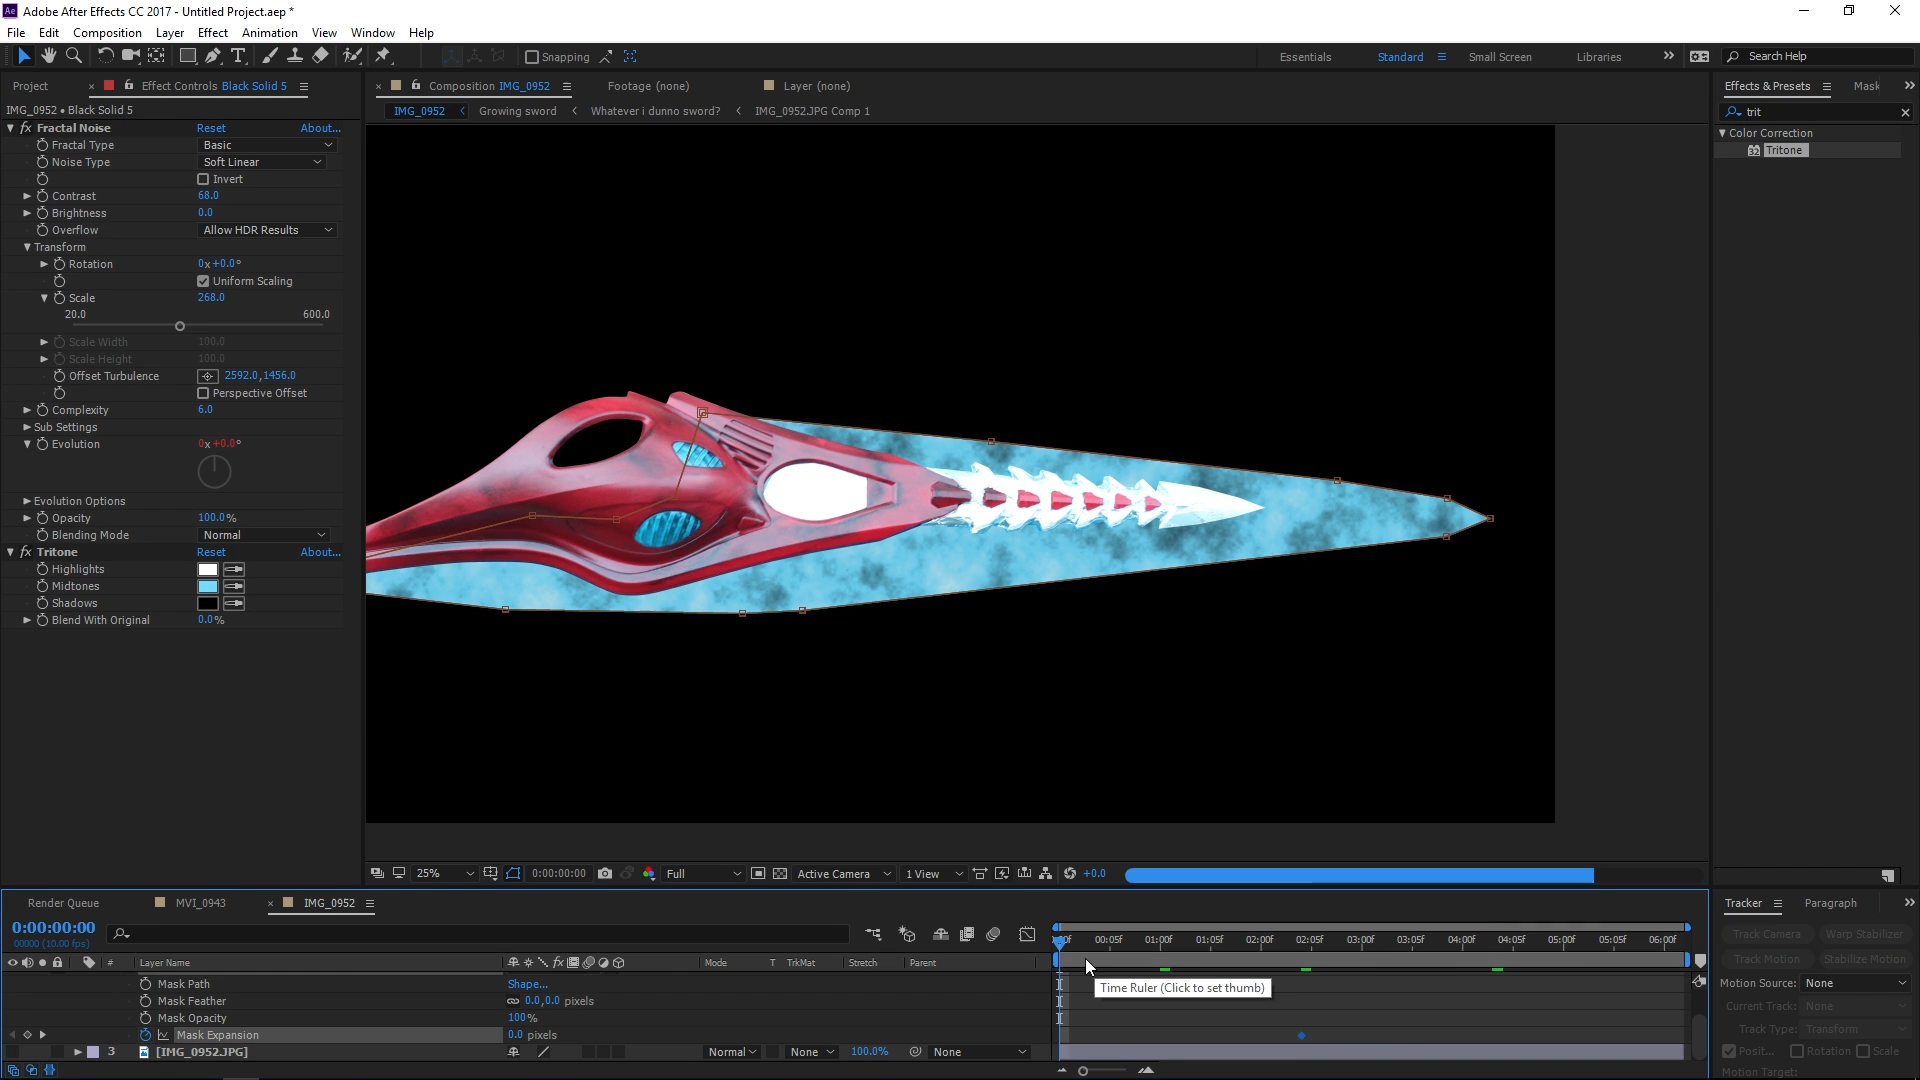 Ae Adobe After Effects CC 2017 - Untitled Project.aep *
File Edit Composition Layer Effect Animation View Window Help
Snapping Essentials Standard Small Screen Libraries Search Help
Project Effect Controls Black Solid 5 Composition IMG_0952 Footage (none) Layer (none) Effects & Presets Mask
IMG_0952 • Black Solid 5 IMG_0952 Growing sword Whatever i dunno sword? IMG_0952.JPG Comp 1 trit
fx Fractal Noise Reset About...
Fractal Type Basic
Noise Type Soft Linear
Invert
Contrast 68.0
Brightness 0.0
Overflow Allow HDR Results
Transform
Rotation 0x+0.0°
Uniform Scaling
Scale 268.0
20.0 600.0
Scale Width 100.0
Scale Height 100.0
Offset Turbulence 2592.0,1456.0
Perspective Offset
Complexity 6.0
Sub Settings
Evolution 0x+0.0°
Evolution Options
Opacity 100.0%
Blending Mode Normal
fx Tritone Reset About...
Highlights
Midtones
Shadows
Blend With Original 0.0%
Color Correction
32 Tritone
25% 0:00:00:00 Full Active Camera 1 View +0.0
Render Queue MVI_0943 IMG_0952
0:00:00:00
00000 (10.00 fps)
00:05f 01:00f 01:05f 02:00f 02:05f 03:00f 03:05f 04:00f 04:05f 05:00f 05:05f 06:00f
# Layer Name fx Mode T TrkMat Stretch Parent
Mask Path Shape...
Mask Feather 0.0,0.0 pixels
Mask Opacity 100%
Mask Expansion 0.0 pixels
3 [IMG_0952.JPG] Normal None 100.0% None
Time Ruler (Click to set thumb)
Tracker Paragraph
Track Camera Warp Stabilizer
Track Motion Stabilize Motion
Motion Source: None
Current Track: None
Track Type: Transform
Posit... Rotation Scale
Motion Target: